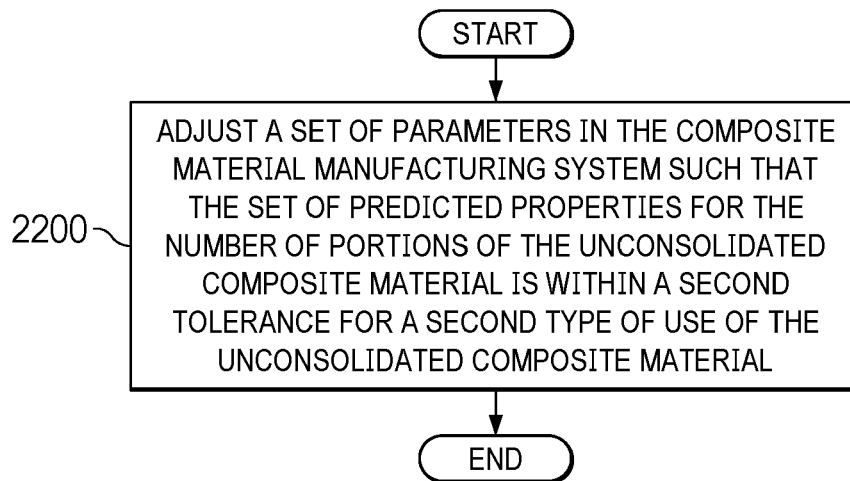 START
ADJUST A SET OF PARAMETERS IN THE COMPOSITE
MATERIAL MANUFACTURING SYSTEM SUCH THAT
THE SET OF PREDICTED PROPERTIES FOR THE
2200
NUMBER OF PORTIONS OF THE UNCONSOLIDATED
COMPOSITE MATERIAL IS WITHIN A SECOND
TOLERANCE FOR A SECOND TYPE OF USE OF THE
UNCONSOLIDATED COMPOSITE MATERIAL
END